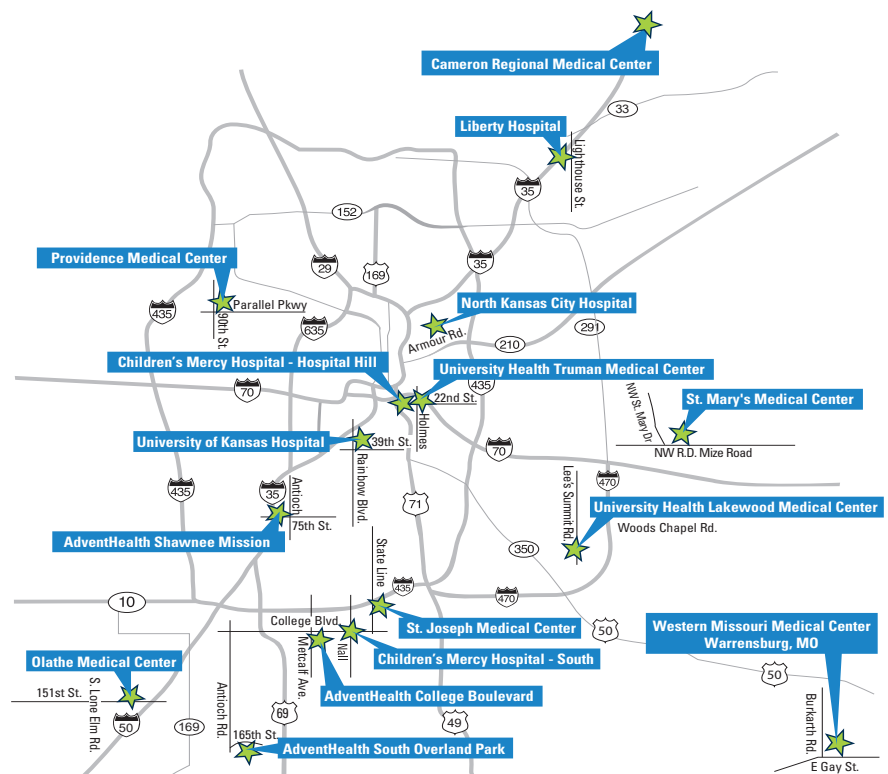 Cameron Regional Medical Center
33
Liberty Hospital
Lighthouse St.
35
152
Providence Medical Center
29
169
35
435
90th St.
Parallel Pkwy
635
North Kansas City Hospital
Armour Rd.
210
291
Children's Mercy Hospital - Hospital Hill
University Health Truman Medical Center
70
435
22nd St.
Holmes
NW St. Mary Dr
St. Mary's Medical Center
University of Kansas Hospital
39th St.
Rainbow Blvd.
70
NW R.D. Mize Road
435
35
Antioch
71
Lee's Summit Rd.
470
University Health Lakewood Medical Center
75th St.
Woods Chapel Rd.
AdventHealth Shawnee Mission
State Line
350
10
435
470
College Blvd.
St. Joseph Medical Center
50
Western Missouri Medical Center
Warrensburg, MO
Metcalf Ave.
Nall
Children's Mercy Hospital - South
Olathe Medical Center
50
151st St.
S. Lone Elm Rd.
AdventHealth College Boulevard
Antioch Rd.
50
169
69
49
Burkarth Rd.
165th St.
AdventHealth South Overland Park
E Gay St.